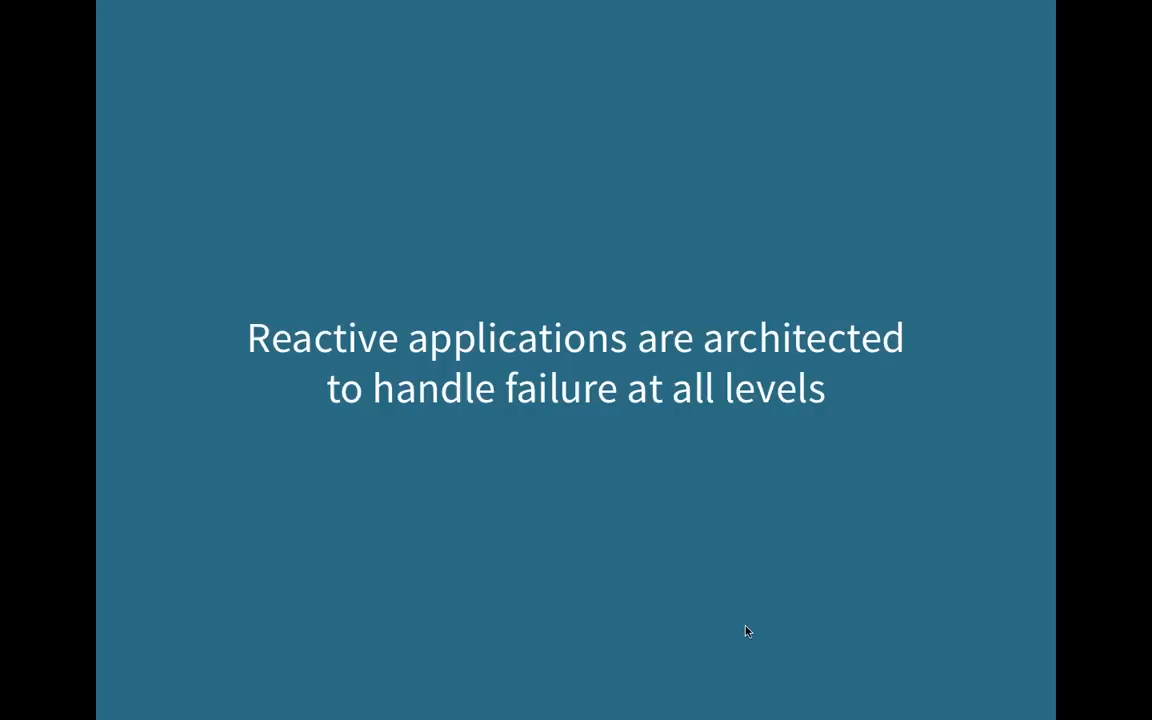 Reactive applications are architected
to handle failure at all levels